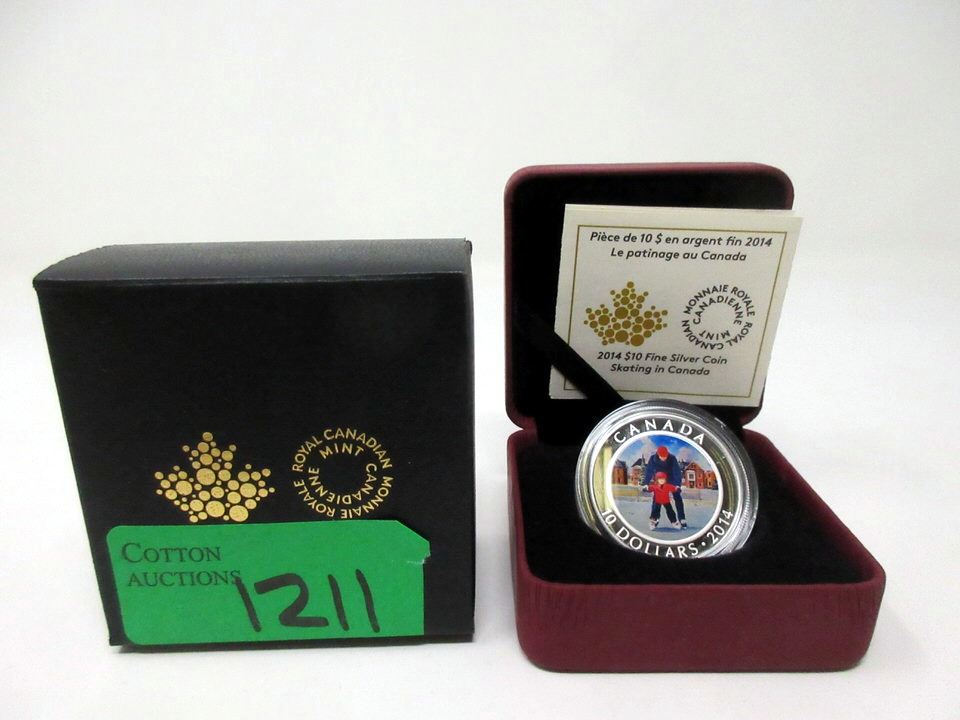 ROYAL CANADIAN MINT
MONNAIE ROYALE CANADIENNE
COTTON
AUCTIONS
1211
Pièce de 10 $ en argent fin 2014
Le patinage au Canada
MONNAIE ROYALE CANADIENNE
ROYAL CANADIAN MINT
2014 $10 Fine Silver Coin
Skating in Canada
CANADA
10 DOLLARS • 2014